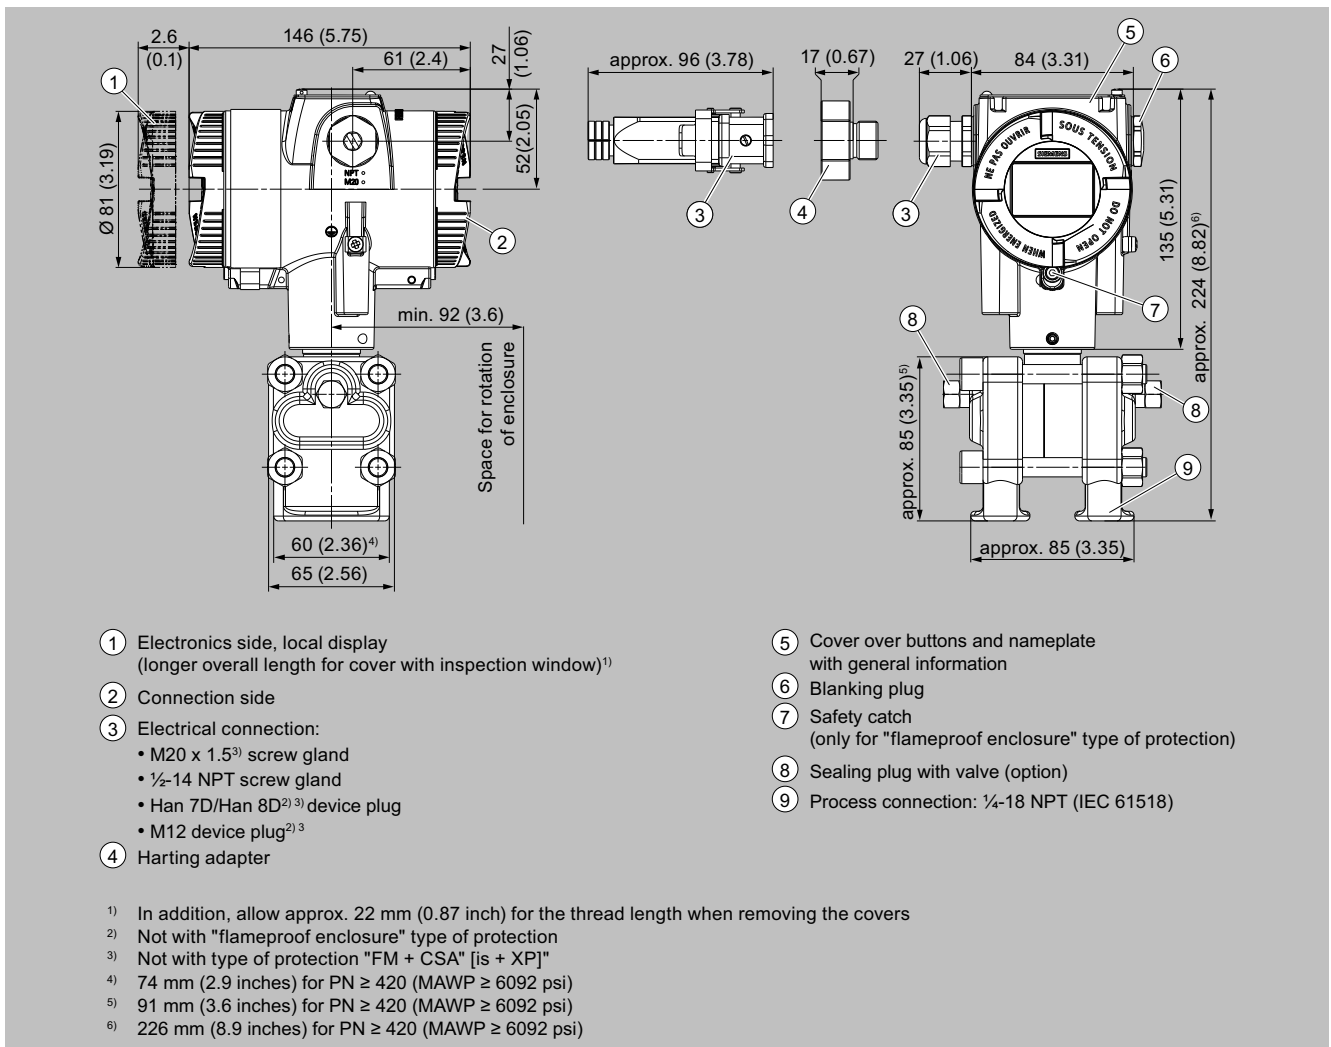 2.6
(0.1)
146 (5.75)
61 (2.4)
27
(1.06)
52(2.05)
Ø 81 (3.19)
1
2
NPT
M20
min. 92 (3.6)
Space for rotation
of enclosure
60 (2.36)4)
65 (2.56)
approx. 96 (3.78)
17 (0.67)
3
4
27 (1.06)
84 (3.31)
5
6
3
NE PAS OUVRIR
SOUS TENSION
SIEMENS
WHEN ENERGIZED
DO NOT OPEN
135 (5.31)
approx. 224 (8.82)6)
7
8
8
9
approx. 85 (3.35)5)
approx. 85 (3.35)
1 Electronics side, local display
(longer overall length for cover with inspection window)1)
2 Connection side
3 Electrical connection:
• M20 x 1.53) screw gland
• ½-14 NPT screw gland
• Han 7D/Han 8D2) 3) device plug
• M12 device plug2) 3
4 Harting adapter
5 Cover over buttons and nameplate
with general information
6 Blanking plug
7 Safety catch
(only for "flameproof enclosure" type of protection)
8 Sealing plug with valve (option)
9 Process connection: ¼-18 NPT (IEC 61518)
1) In addition, allow approx. 22 mm (0.87 inch) for the thread length when removing the covers
2) Not with "flameproof enclosure" type of protection
3) Not with type of protection "FM + CSA" [is + XP]"
4) 74 mm (2.9 inches) for PN ≥ 420 (MAWP ≥ 6092 psi)
5) 91 mm (3.6 inches) for PN ≥ 420 (MAWP ≥ 6092 psi)
6) 226 mm (8.9 inches) for PN ≥ 420 (MAWP ≥ 6092 psi)